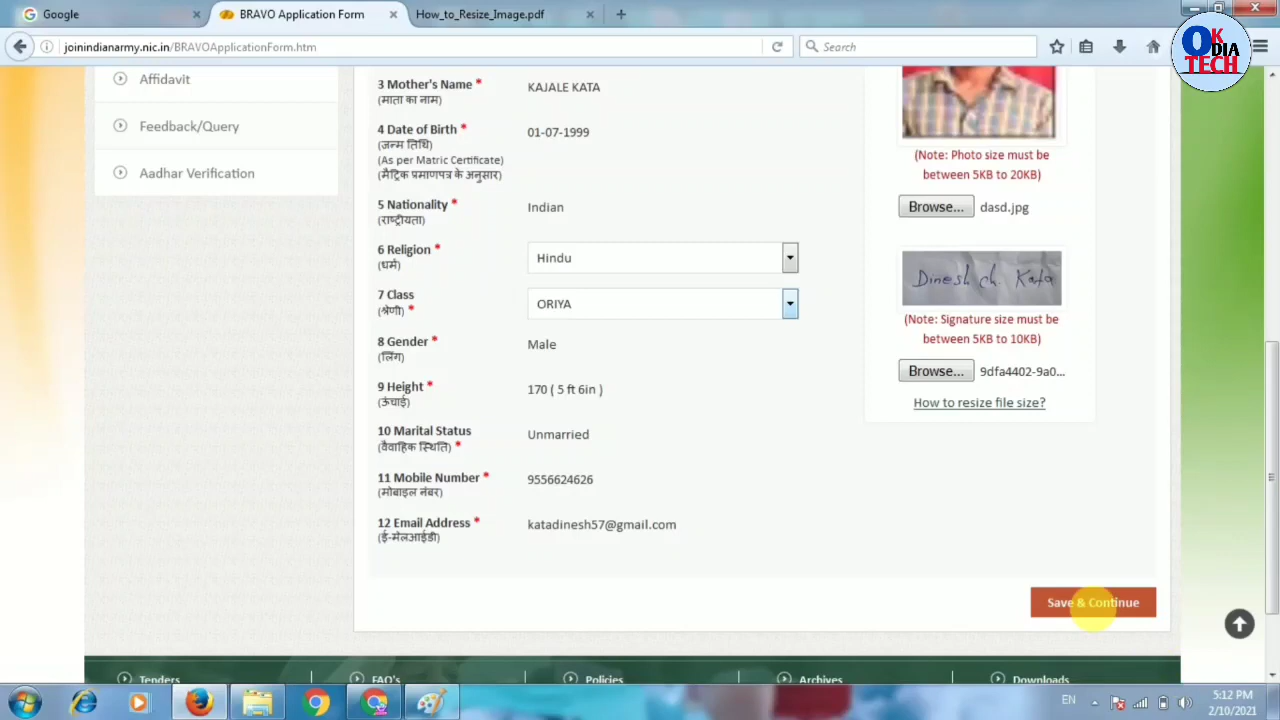 Google
BRAVO Application Form
How_to_Resize_Image.pdf
joinindianarmy.nic.in/BRAVOApplicationForm.htm
Search
OK
DIA
TECH
Affidavit
Feedback/Query
Aadhar Verification
3 Mother's Name *
(माता का नाम)
KAJALE KATA
4 Date of Birth *
(जन्म तिथि)
(As per Matric Certificate)
(मैट्रिक प्रमाणपत्र के अनुसार)
01-07-1999
5 Nationality *
(राष्ट्रीयता)
Indian
6 Religion *
(धर्म)
Hindu
7 Class
(श्रेणी) *
ORIYA
8 Gender *
(लिंग)
Male
9 Height *
(ऊंचाई)
170 ( 5 ft 6in )
10 Marital Status
(वैवाहिक स्थिति) *
Unmarried
11 Mobile Number *
(मोबाइल नंबर)
9556624626
12 Email Address *
(ई-मेलआईडी)
katadinesh57@gmail.com
(Note: Photo size must be
between 5KB to 20KB)
Browse... dasd.jpg
Dinesh ch. Kata
(Note: Signature size must be
between 5KB to 10KB)
Browse... 9dfa4402-9a0...
How to resize file size?
Save & Continue
Tenders
FAQ's
Policies
Archives
Downloads
EN
5:12 PM
2/10/2021